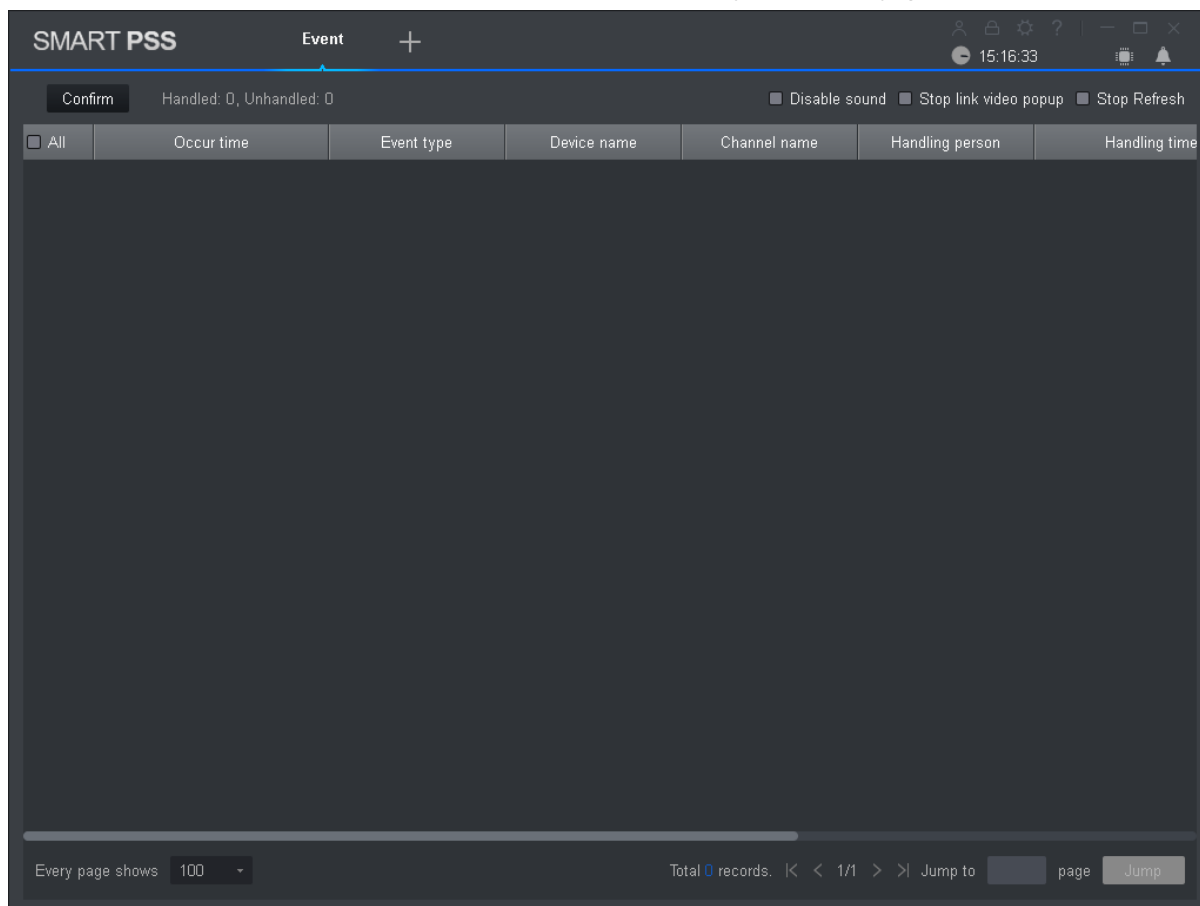 SMART PSS Event + ?
15:16:33
Confirm Handled: 0, Unhandled: 0 Disable sound Stop link video popup Stop Refresh
All Occur time Event type Device name Channel name Handling person Handling time
Every page shows 100 Total 0 records. |< < 1/1 > >| Jump to page Jump